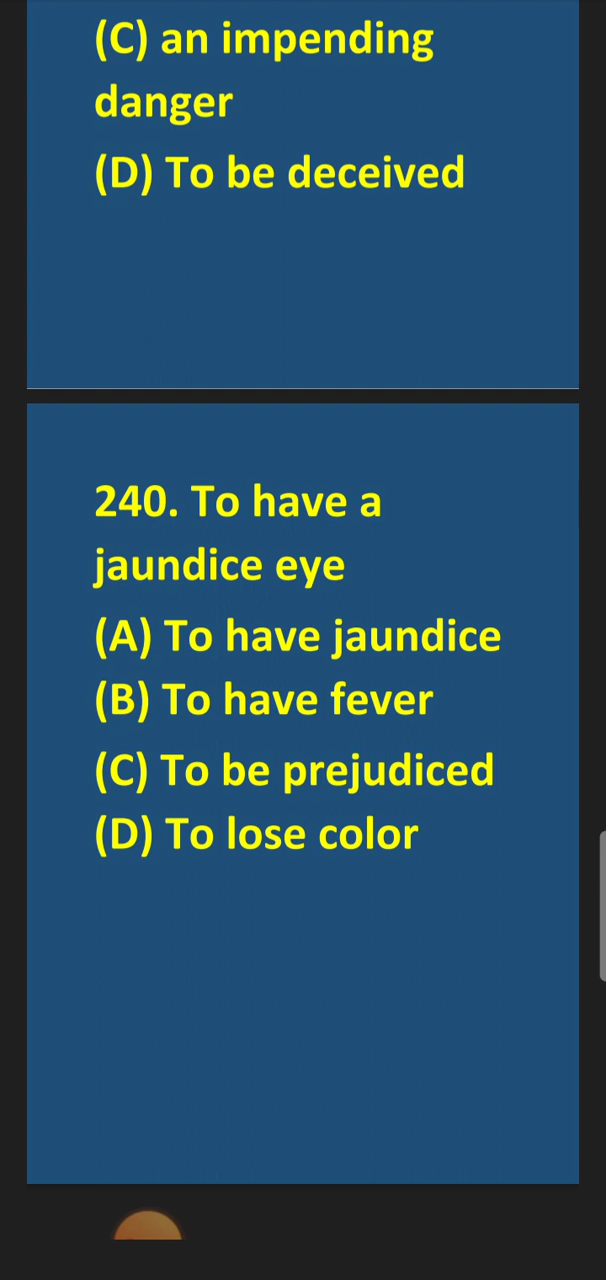 (C) an impending
danger
(D) To be deceived
240. To have a
jaundice eye
(A) To have jaundice
(B) To have fever
(C) To be prejudiced
(D) To lose color